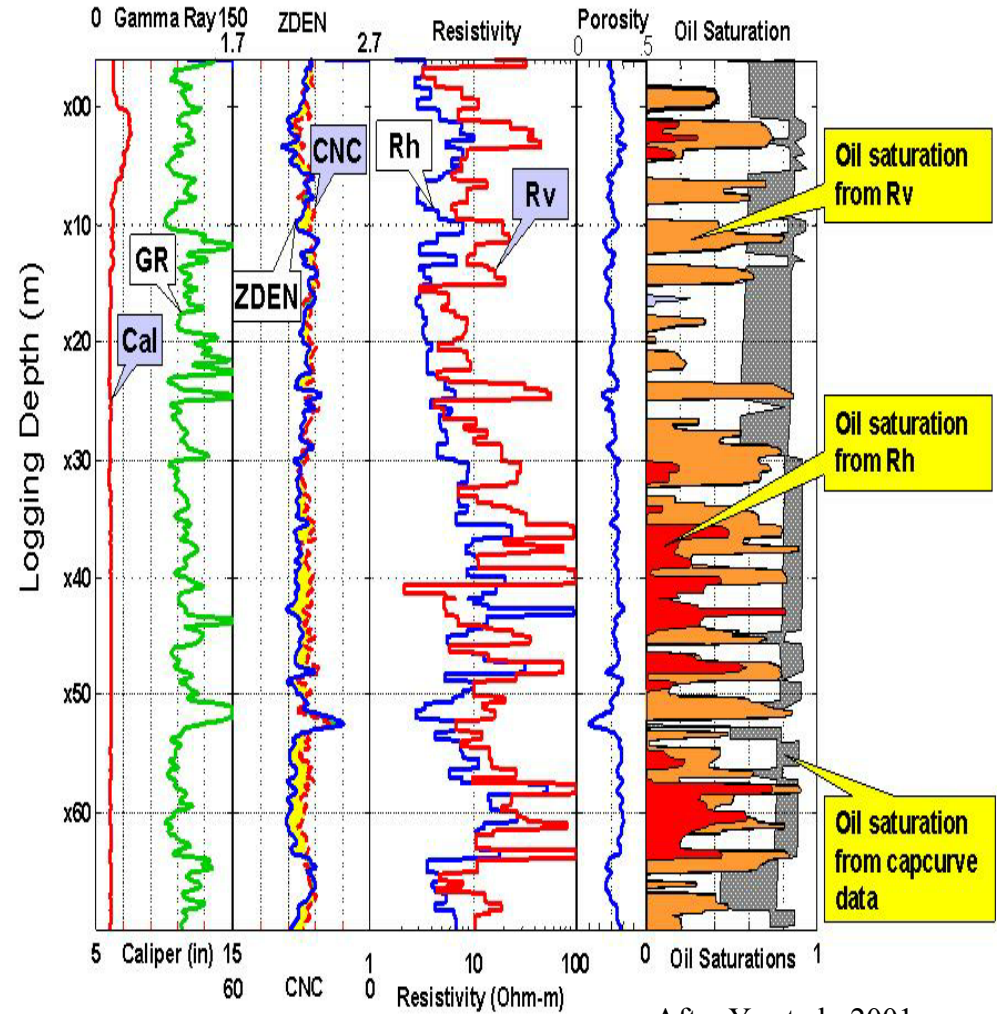 0 Gamma Ray 150
1.7 ZDEN 2.7
Resistivity
Porosity
0 .5
Oil Saturation
Logging Depth (m)
x00
x10
x20
x30
x40
x50
x60
GR
Cal
ZDEN
CNC
Rh
Rv
Oil saturation
from Rv
Oil saturation
from Rh
Oil saturation
from capcurve
data
5 Caliper (in) 15
60 CNC 0
1 10 100
Resistivity (Ohm-m)
0 Oil Saturations 1